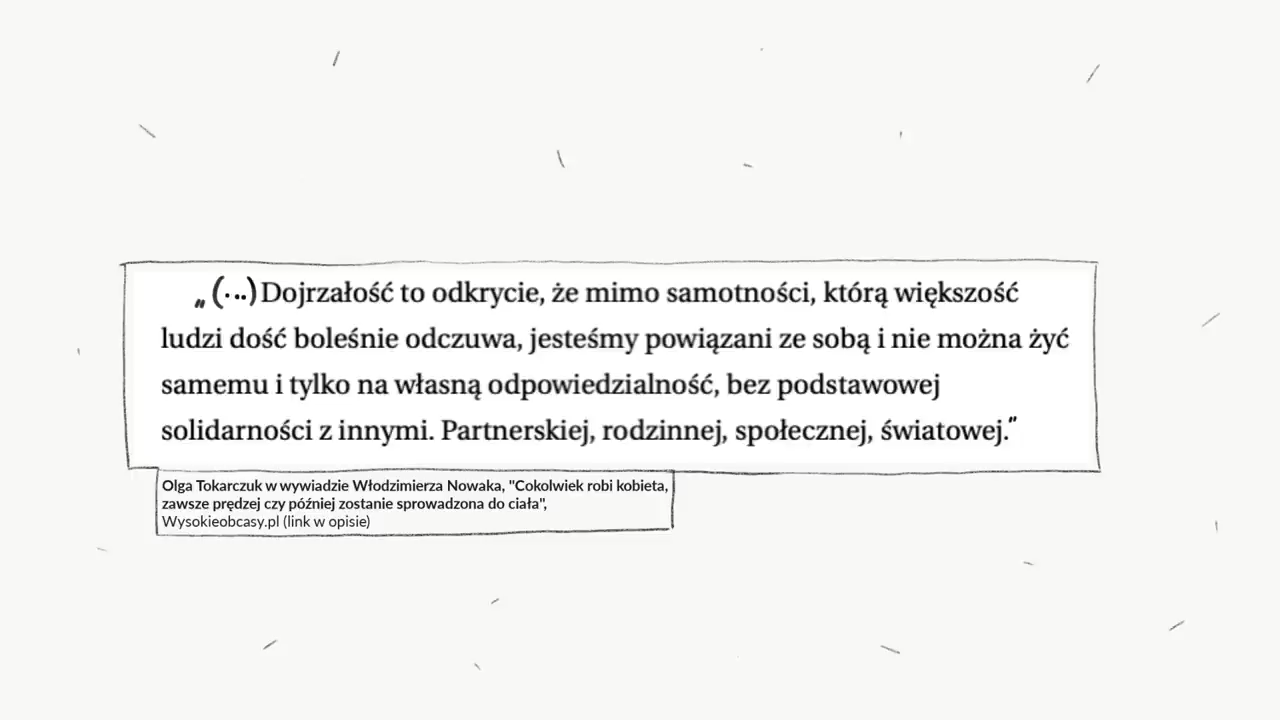 „(...) Dojrzałość to odkrycie, że mimo samotności, którą większość
ludzi dość boleśnie odczuwa, jesteśmy powiązani ze sobą i nie można żyć
samemu i tylko na własną odpowiedzialność, bez podstawowej
solidarności z innymi. Partnerskiej, rodzinnej, społecznej, światowej.”
Olga Tokarczuk w wywiadzie Włodzimierza Nowaka, "Cokolwiek robi kobieta,
zawsze prędzej czy później zostanie sprowadzona do ciała",
Wysokieobcasy.pl (link w opisie)